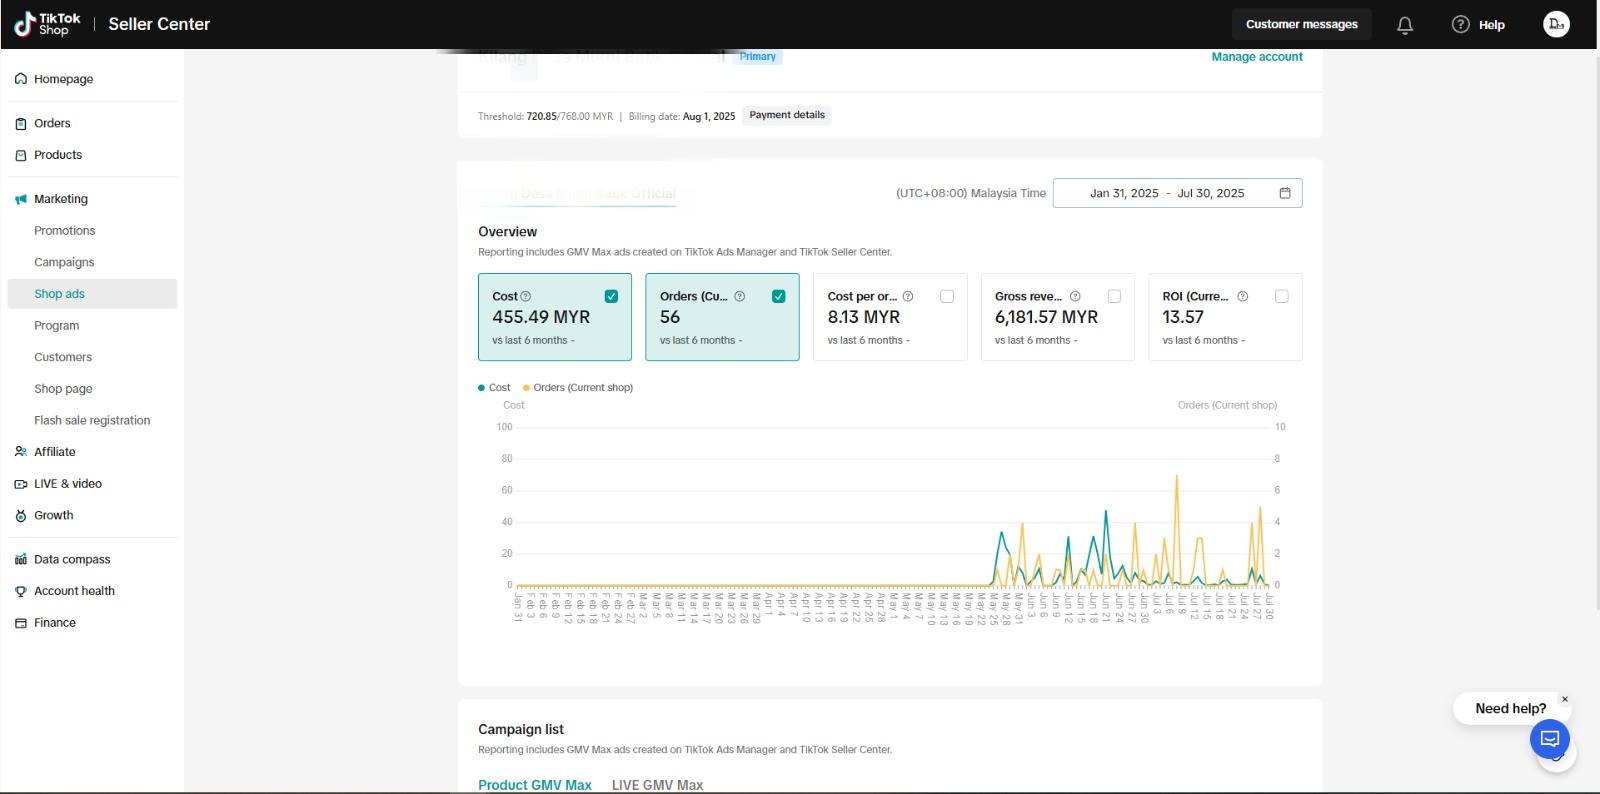 TikTok
Shop
Seller Center
Customer messages
Help
Homepage
Orders
Products
Marketing
Promotions
Campaigns
Shop ads
Program
Customers
Shop page
Flash sale registration
Affiliate
LIVE & video
Growth
Data compass
Account health
Finance
Kilang Desa Murni Batik Official
Primary
Manage account
Threshold: 720.85/768.00 MYR | Billing date: Aug 1, 2025 Payment details
Desa Murni Batik Official
(UTC+08:00) Malaysia Time
Jan 31, 2025 - Jul 30, 2025
Overview
Reporting includes GMV Max ads created on TikTok Ads Manager and TikTok Seller Center.
Cost
455.49 MYR
vs last 6 months -
Orders (Cu...
56
vs last 6 months -
Cost per or...
8.13 MYR
vs last 6 months -
Gross reve...
6,181.57 MYR
vs last 6 months -
ROI (Curre...
13.57
vs last 6 months -
Cost Orders (Current shop)
Cost
Orders (Current shop)
100
80
60
40
20
0
10
8
6
4
2
0
Jan 31
Feb 3
Feb 6
Feb 9
Feb 12
Feb 15
Feb 18
Feb 21
Feb 24
Feb 27
Mar 2
Mar 5
Mar 8
Mar 11
Mar 14
Mar 17
Mar 20
Mar 23
Mar 26
Mar 29
Apr 1
Apr 4
Apr 7
Apr 10
Apr 13
Apr 16
Apr 19
Apr 22
Apr 25
Apr 28
May 1
May 4
May 7
May 10
May 13
May 16
May 19
May 22
May 25
May 28
May 31
Jun 3
Jun 6
Jun 9
Jun 12
Jun 15
Jun 18
Jun 21
Jun 24
Jun 27
Jun 30
Jul 3
Jul 6
Jul 9
Jul 12
Jul 15
Jul 18
Jul 21
Jul 24
Jul 27
Jul 30
Campaign list
Reporting includes GMV Max ads created on TikTok Ads Manager and TikTok Seller Center.
Product GMV Max
LIVE GMV Max
Need help?